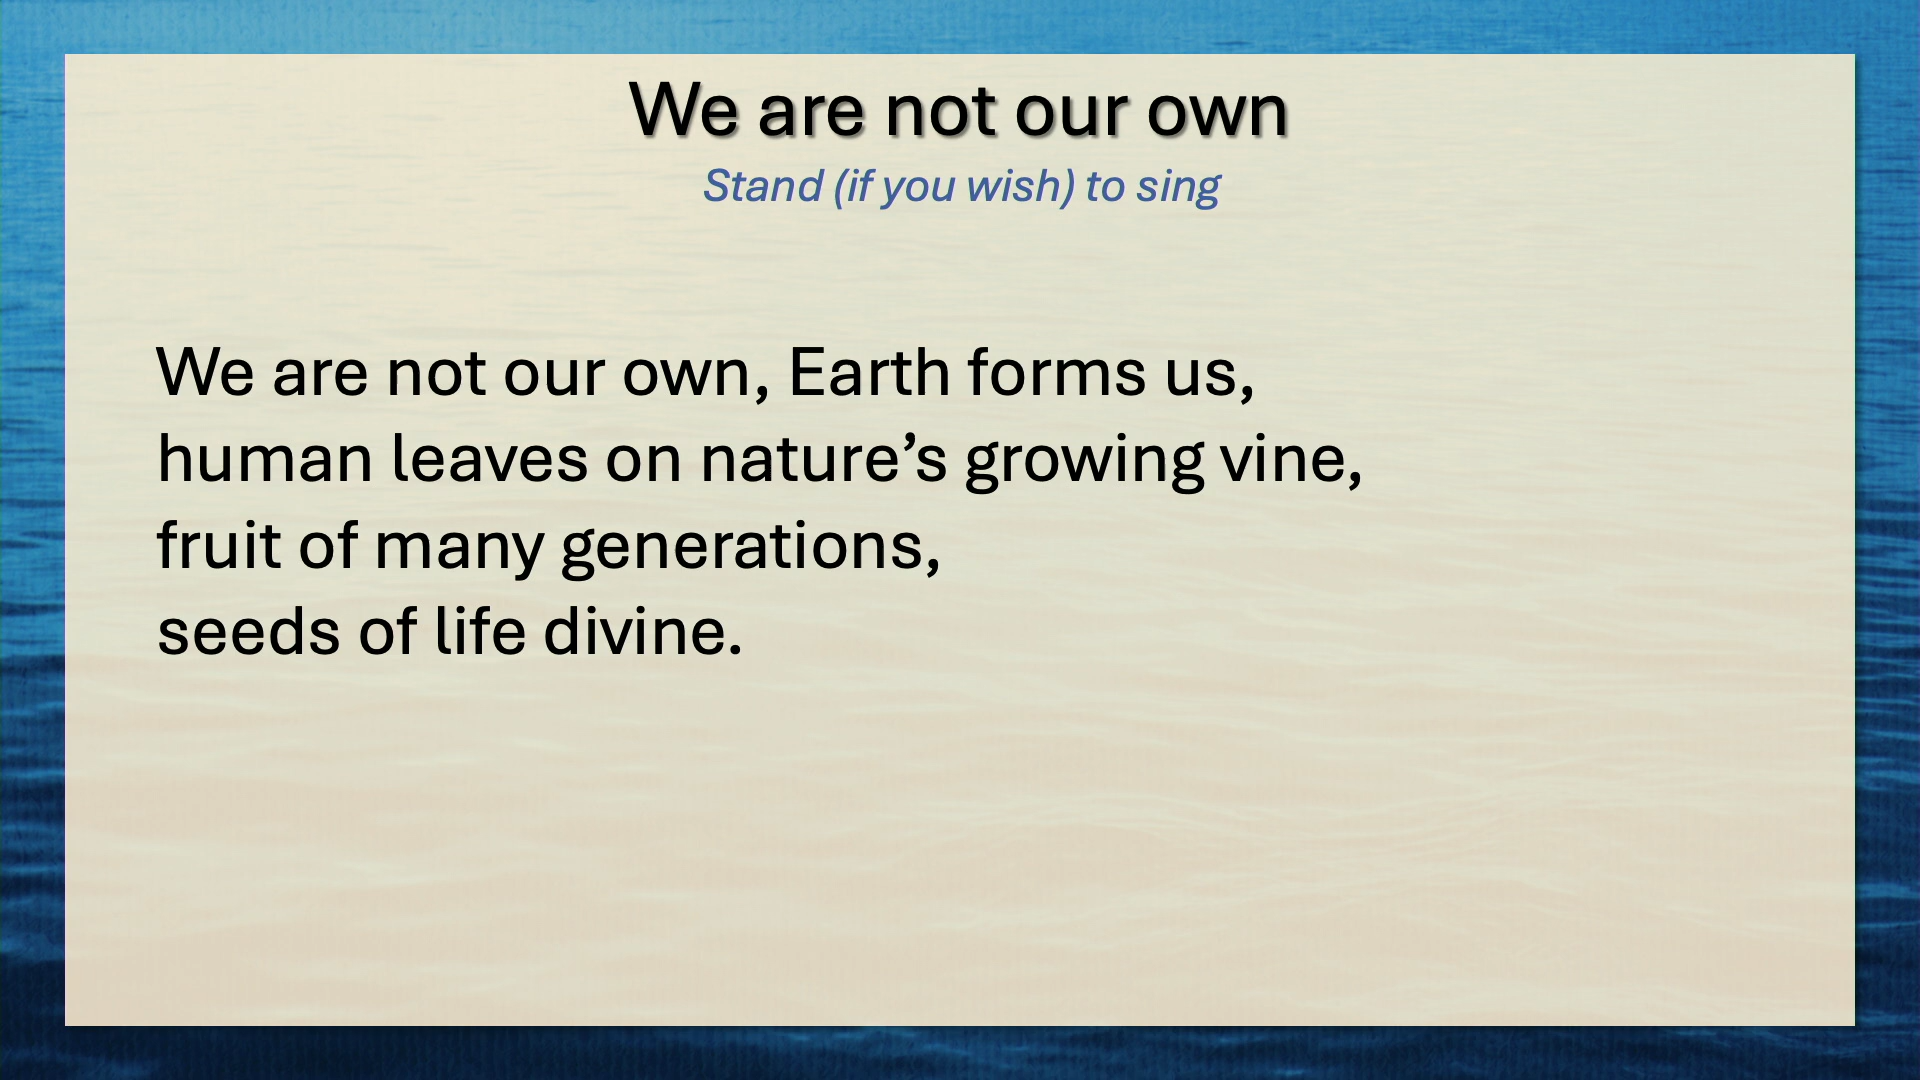 We are not our own
Stand (if you wish) to sing
We are not our own, Earth forms us,
human leaves on nature’s growing vine,
fruit of many generations,
seeds of life divine.